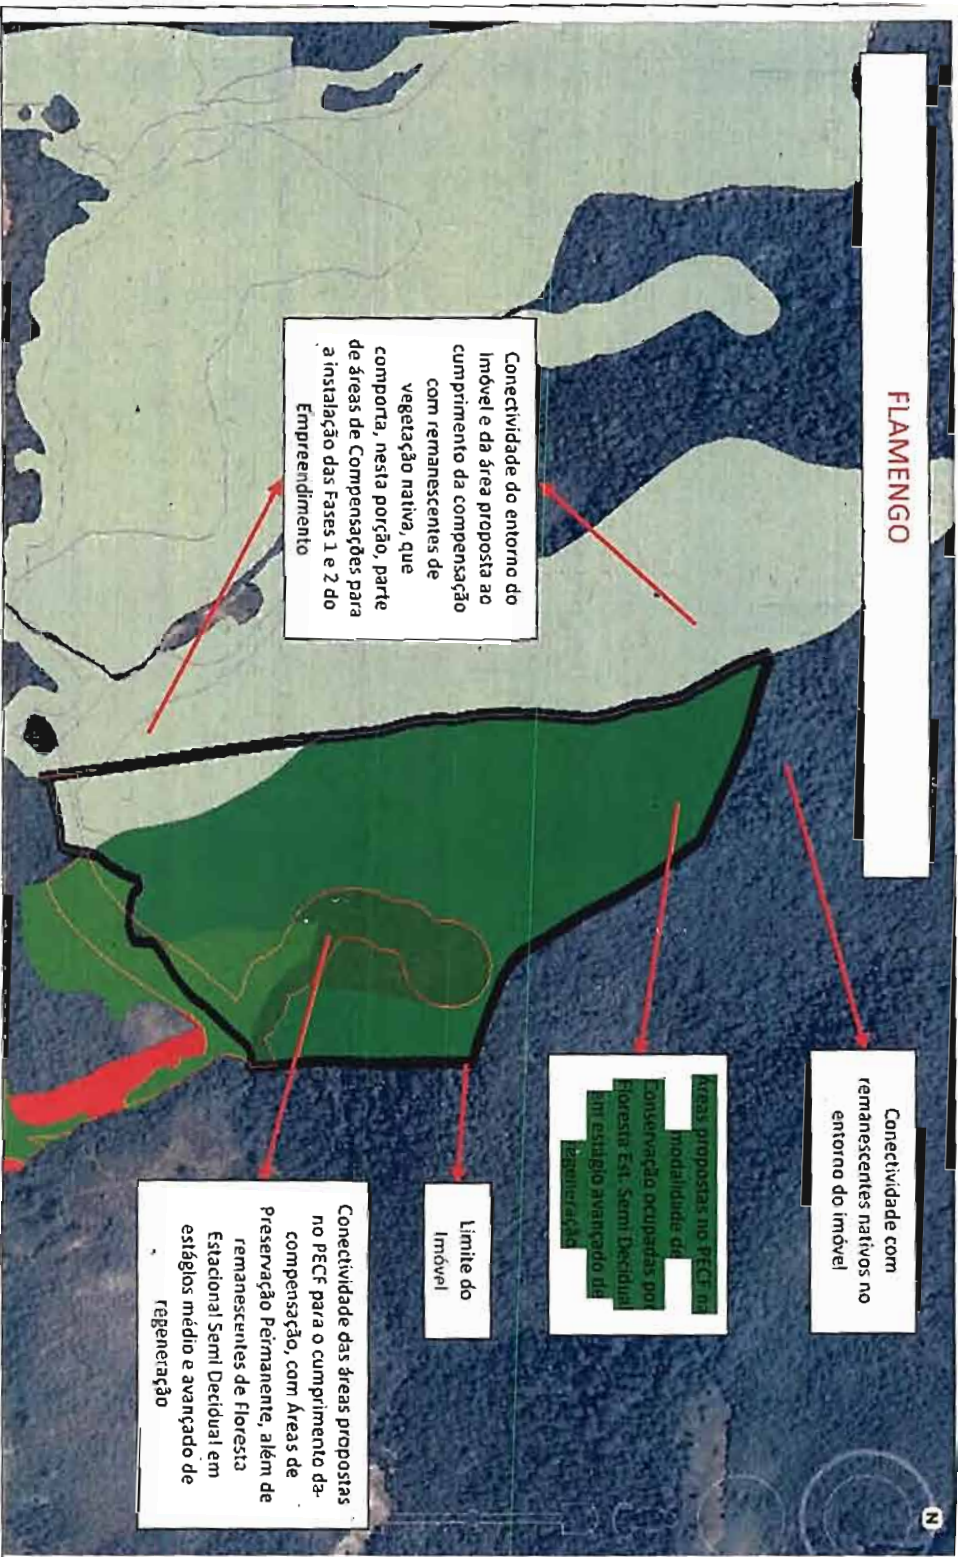 FLAMENGO
Conectividade com
remanescentes nativos no
entorno do imóvel
Áreas propostas no PECF na
modalidade de
Conservação ocupadas por
Floresta Est. Semi Decidual
em estágio avançado de
regeneração
Limite do
Imóvel
Conectividade das áreas propostas
no PECF para o cumprimento da
compensação, com Áreas de
Preservação Permanente, além de
remanescentes de Floresta
Estacional Semi Decidual em
estágios médio e avançado de
regeneração
Conectividade do entorno do
Imóvel e da área proposta ao
cumprimento da compensação
com remanescentes de
vegetação nativa, que
comporta, nesta porção, parte
de áreas de Compensações para
a instalação das Fases 1 e 2 do
Empreendimento
N